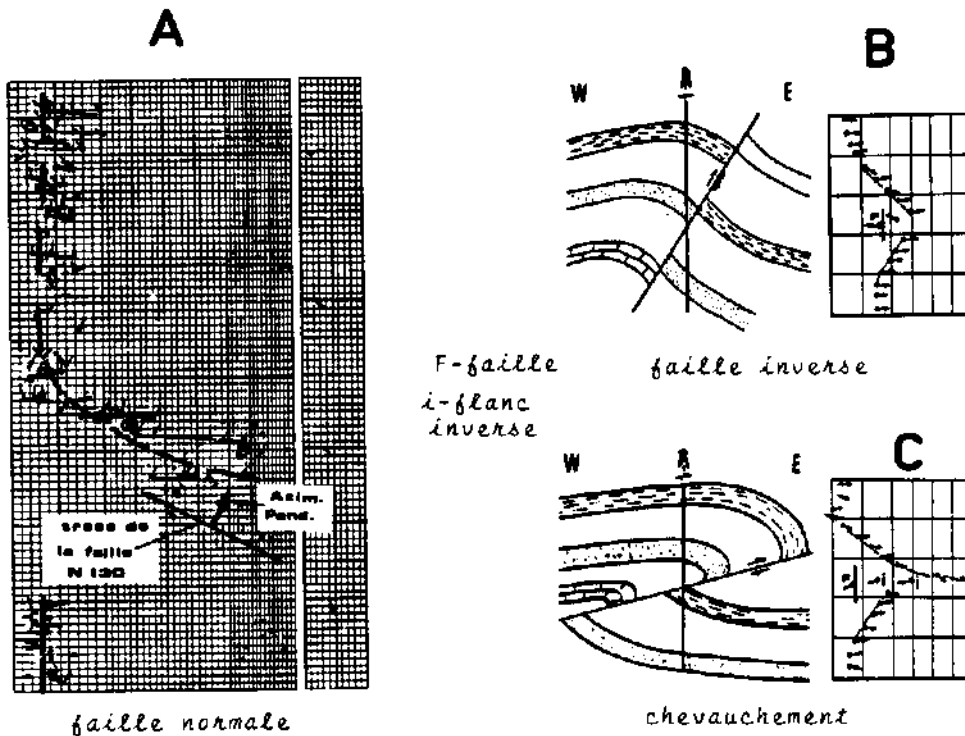 A
B
W A E
Azim.
Pend.
trace de
la faille
N 130
faille normale
F-faille
i-flanc
inverse
faille inverse
W A E
C
chevauchement